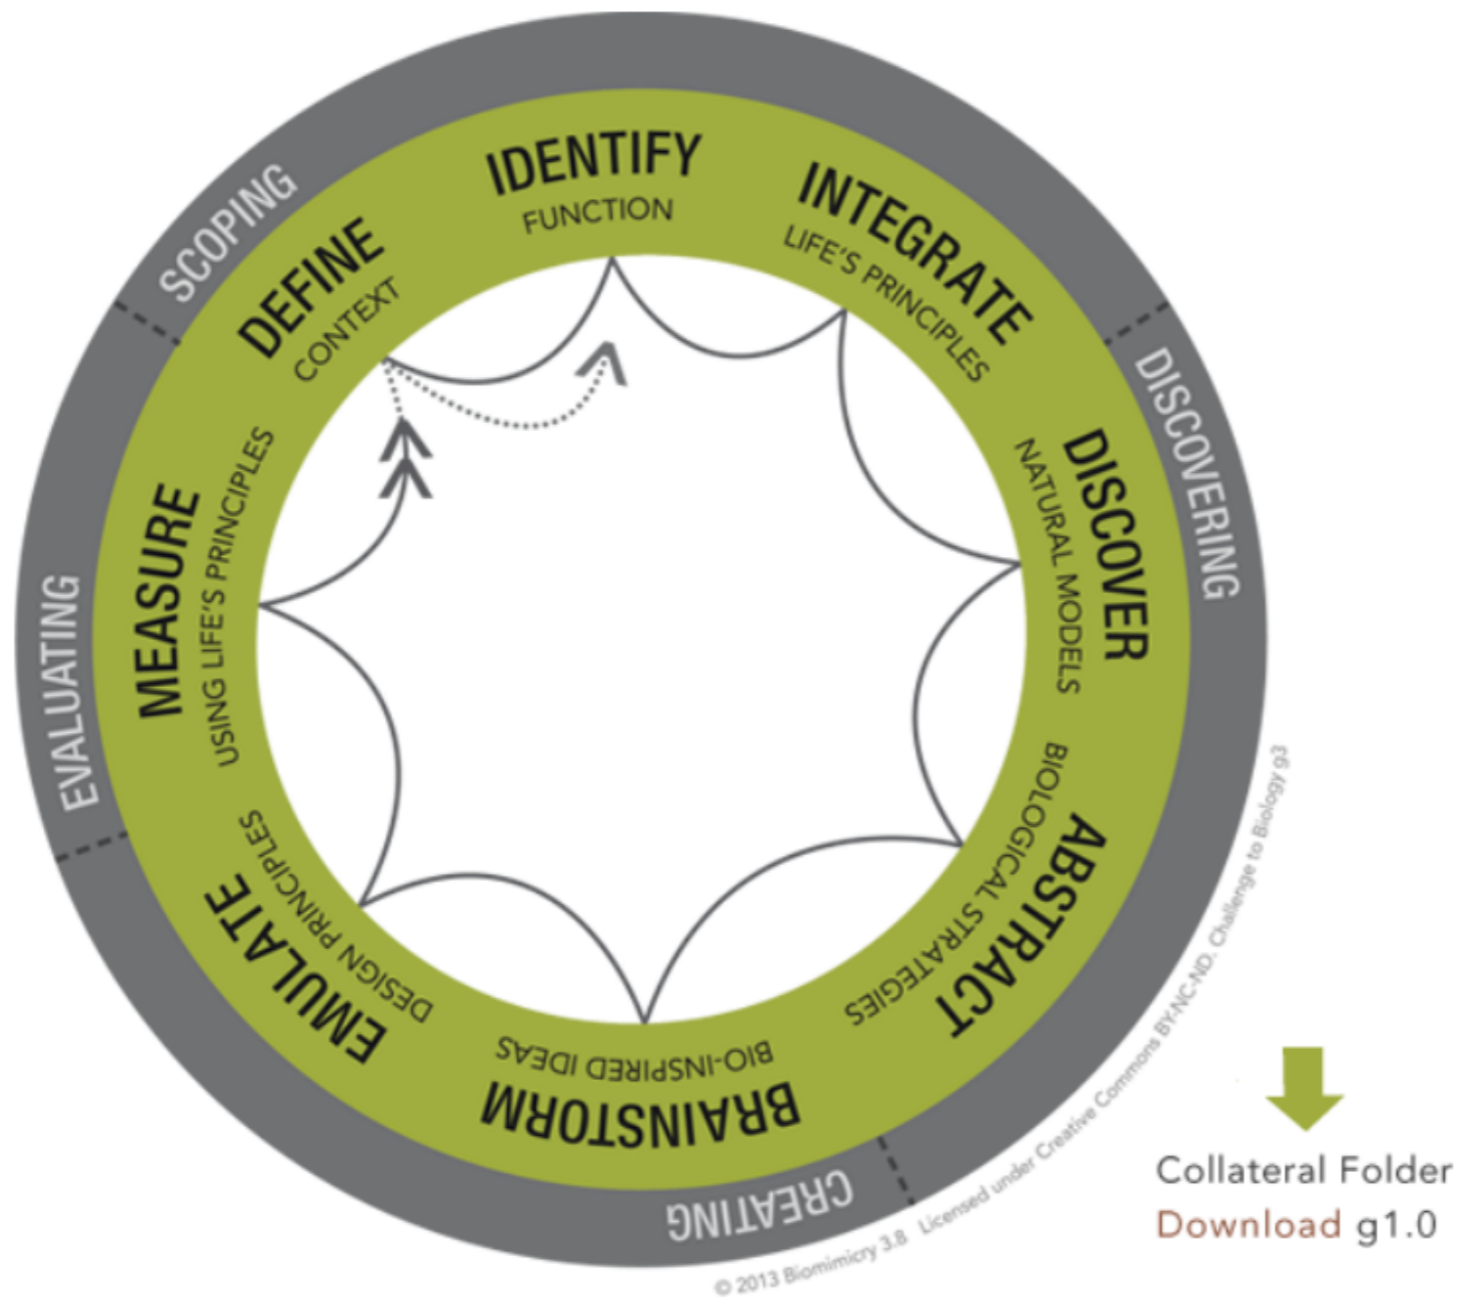 SCOPING
DEFINE
CONTEXT
IDENTIFY
FUNCTION
INTEGRATE
LIFE'S PRINCIPLES
DISCOVERING
DISCOVER
NATURAL MODELS
ABSTRACT
BIOLOGICAL STRATEGIES
CREATING
BRAINSTORM
BIO-INSPIRED IDEAS
EMULATE
DESIGN PRINCIPLES
EVALUATING
MEASURE
USING LIFE'S PRINCIPLES
© 2013 Biomimicry 3.8 Licensed under Creative Commons BY-NC-ND. Challenge to Biology g3
Collateral Folder
Download g1.0